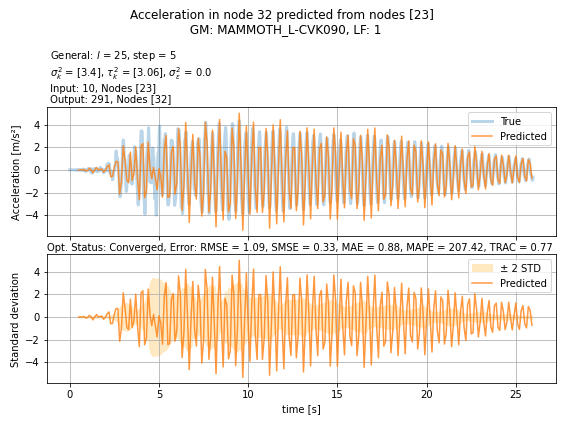 Acceleration in node 32 predicted from nodes [23]
GM: MAMMOTH_L-CVK090, LF: 1
General: l = 25, step = 5
σ²ₖ = [3.4], τ²ₖ = [3.06], σ²ε = 0.0
Input: 10, Nodes [23]
Output: 291, Nodes [32]
Acceleration [m/s²]
4
2
0
−2
−4
True
Predicted
Opt. Status: Converged, Error: RMSE = 1.09, SMSE = 0.33, MAE = 0.88, MAPE = 207.42, TRAC = 0.77
Standard deviation
4
2
0
−2
−4
± 2 STD
Predicted
0 5 10 15 20 25
time [s]